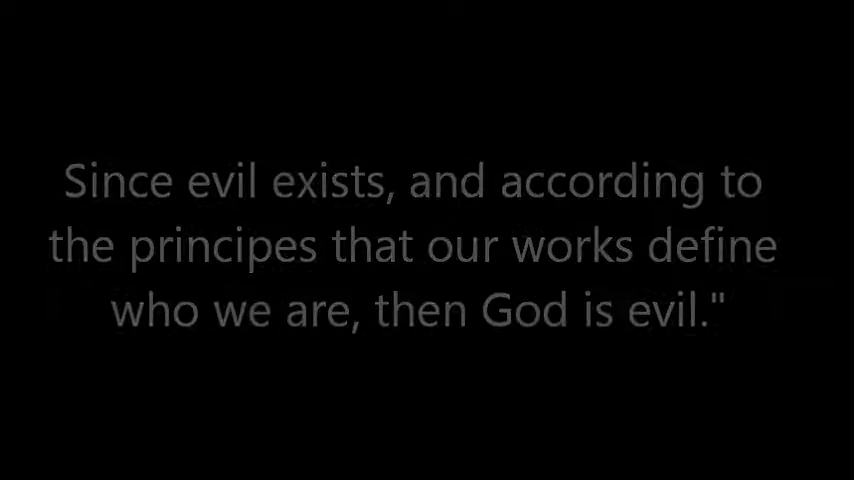 Since evil exists, and according to
the principes that our works define
who we are, then God is evil."